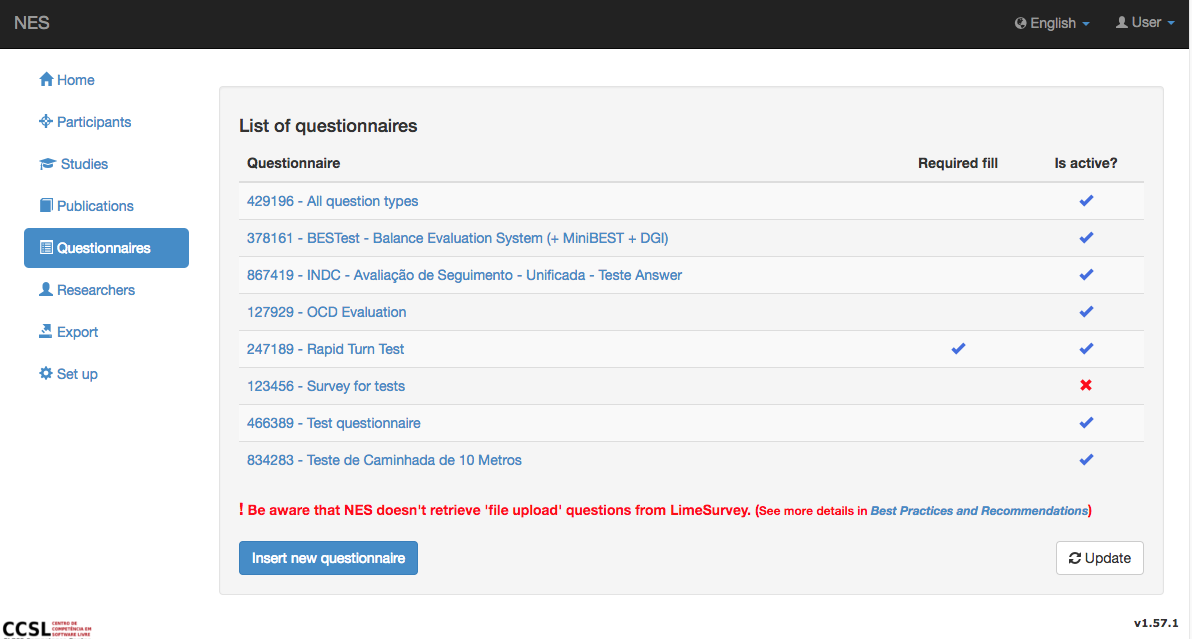 NES
English
User
Home
Participants
Studies
Publications
Questionnaires
Researchers
Export
Set up
List of questionnaires
Questionnaire Required fill Is active?
429196 - All question types
378161 - BESTest - Balance Evaluation System (+ MiniBEST + DGI)
867419 - INDC - Avaliação de Seguimento - Unificada - Teste Answer
127929 - OCD Evaluation
247189 - Rapid Turn Test
123456 - Survey for tests
466389 - Test questionnaire
834283 - Teste de Caminhada de 10 Metros
! Be aware that NES doesn't retrieve 'file upload' questions from LimeSurvey. (See more details in Best Practices and Recommendations)
Insert new questionnaire
Update
CCSL
CENTRO DE
COMPETÊNCIA EM
SOFTWARE LIVRE
v1.57.1